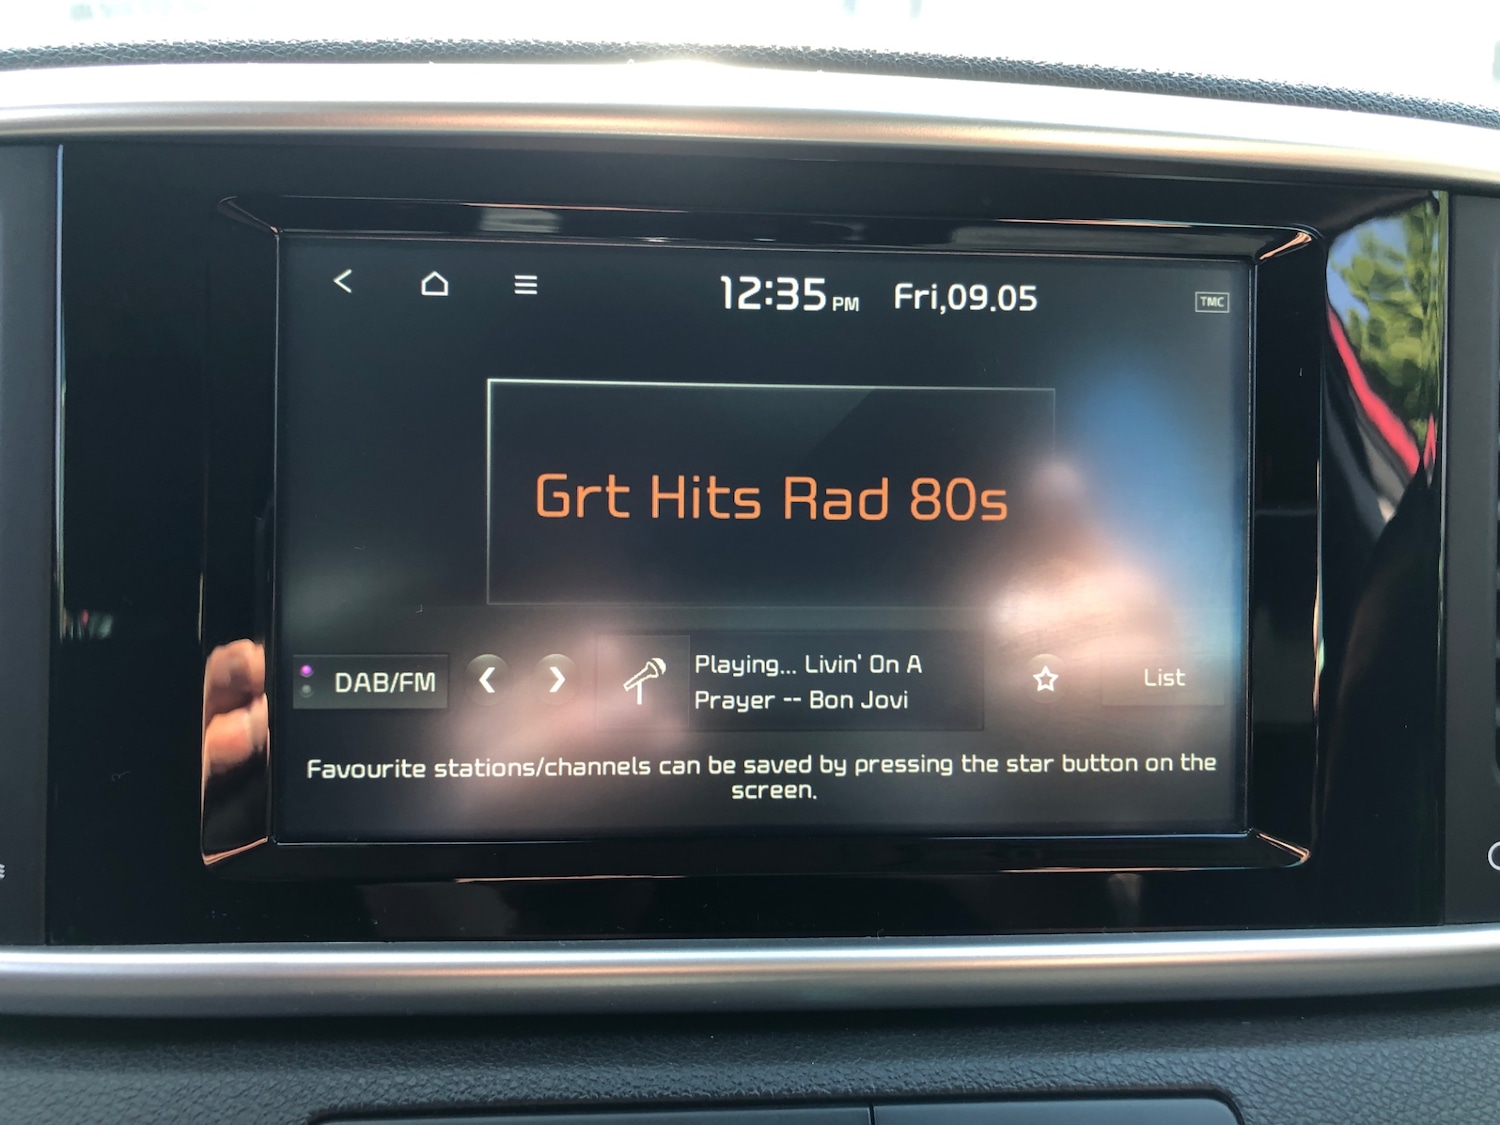 12:35 PM Fri,09.05 TMC
Grt Hits Rad 80s
DAB/FM
Playing... Livin' On A
Prayer -- Bon Jovi
List
Favourite stations/channels can be saved by pressing the star button on the
screen.